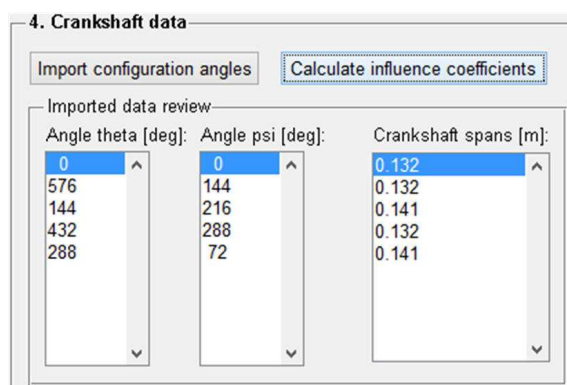 4. Crankshaft data
Import configuration angles
Calculate influence coefficients
Imported data review
Angle theta [deg]: Angle psi [deg]: Crankshaft spans [m]:
0 0 0.132
576 144 0.132
144 216 0.141
432 288 0.132
288 72 0.141